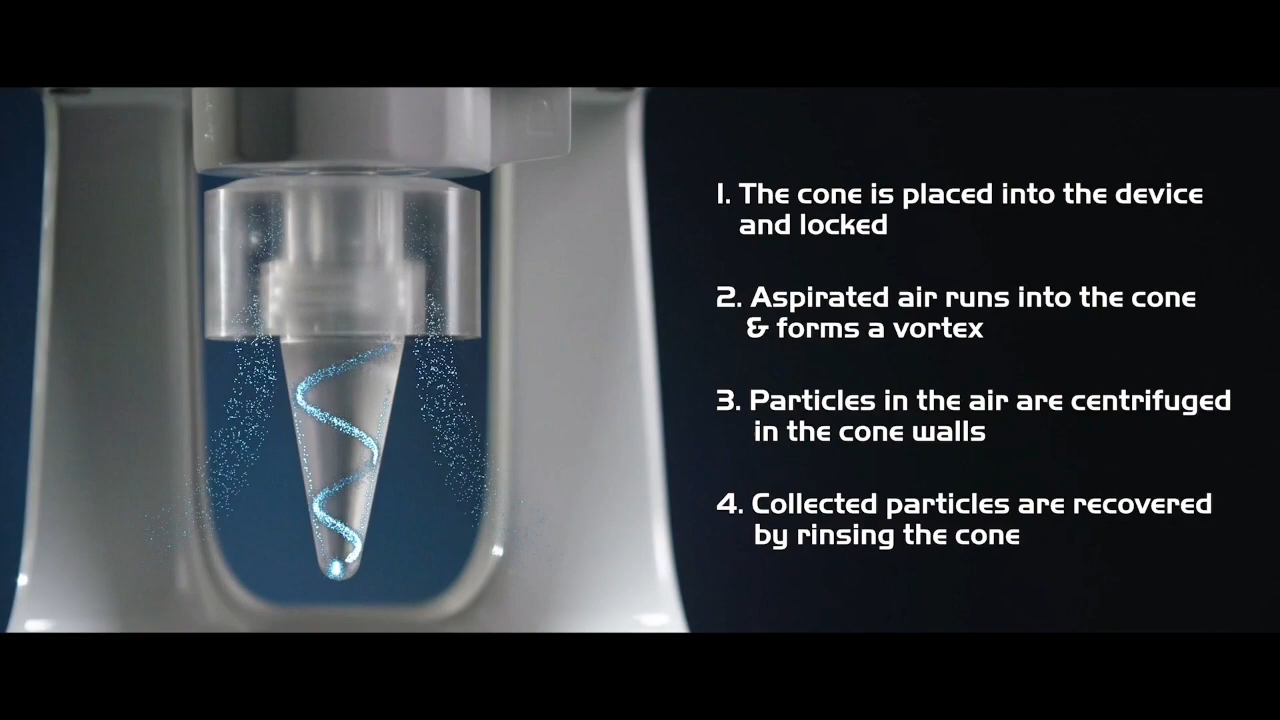 1. The cone is placed into the device
and locked
2. Aspirated air runs into the cone
& forms a vortex
3. Particles in the air are centrifuged
in the cone walls
4. Collected particles are recovered
by rinsing the cone